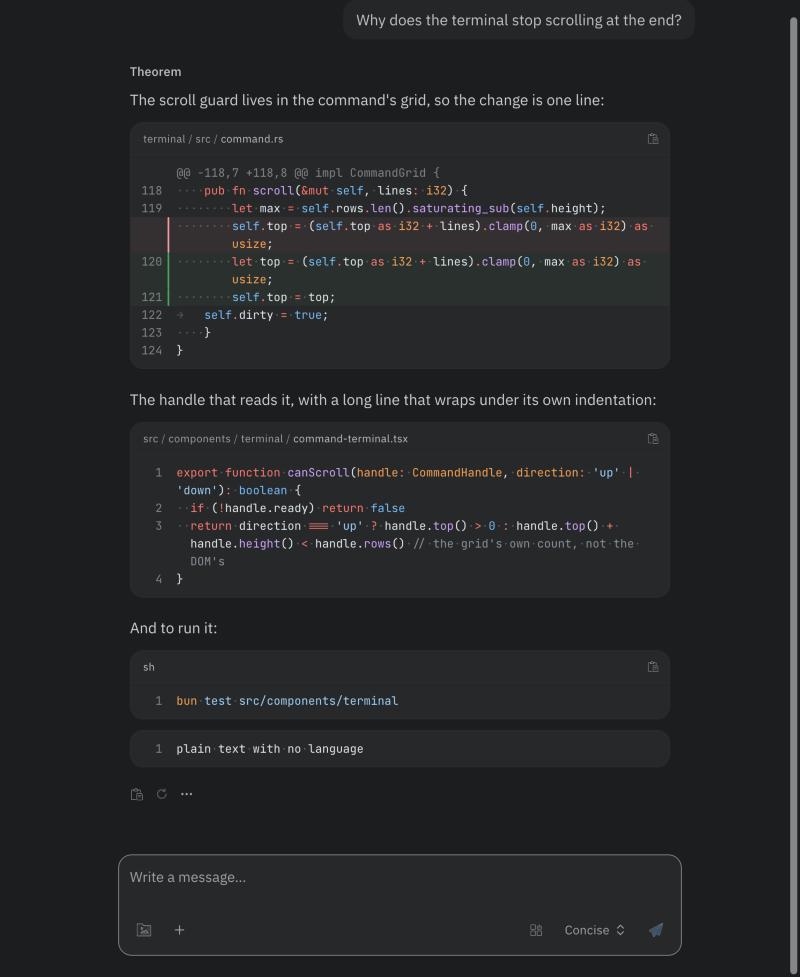 Why does the terminal stop scrolling at the end?
Theorem
The scroll guard lives in the command's grid, so the change is one line:
terminal / src / command.rs
@@ -118,7 +118,8 @@ impl CommandGrid {
118 ····pub·fn·scroll(&mut·self,·lines:·i32)·{
119 ········let·max·=·self.rows.len().saturating_sub(self.height);
········self.top·=·(self.top·as·i32·+·lines).clamp(0,·max·as·i32)·as·
usize;
120 ········let·top·=·(self.top·as·i32·+·lines).clamp(0,·max·as·i32)·as·
usize;
121 ········self.top·=·top;
122 → self.dirty·=·true;
123 ····}
124 }
The handle that reads it, with a long line that wraps under its own indentation:
src / components / terminal / command-terminal.tsx
1 export·function·canScroll(handle:·CommandHandle,·direction:·'up'·|·
'down'):·boolean·{
2 ··if·(!handle.ready)·return·false
3 ··return·direction·===·'up'·?·handle.top()·>·0·:·handle.top()·+·
handle.height()·<·handle.rows()·//·the·grid's·own·count,·not·the·
DOM's
4 }
And to run it:
sh
1 bun·test·src/components/terminal
1 plain·text·with·no·language
Write a message...
Concise